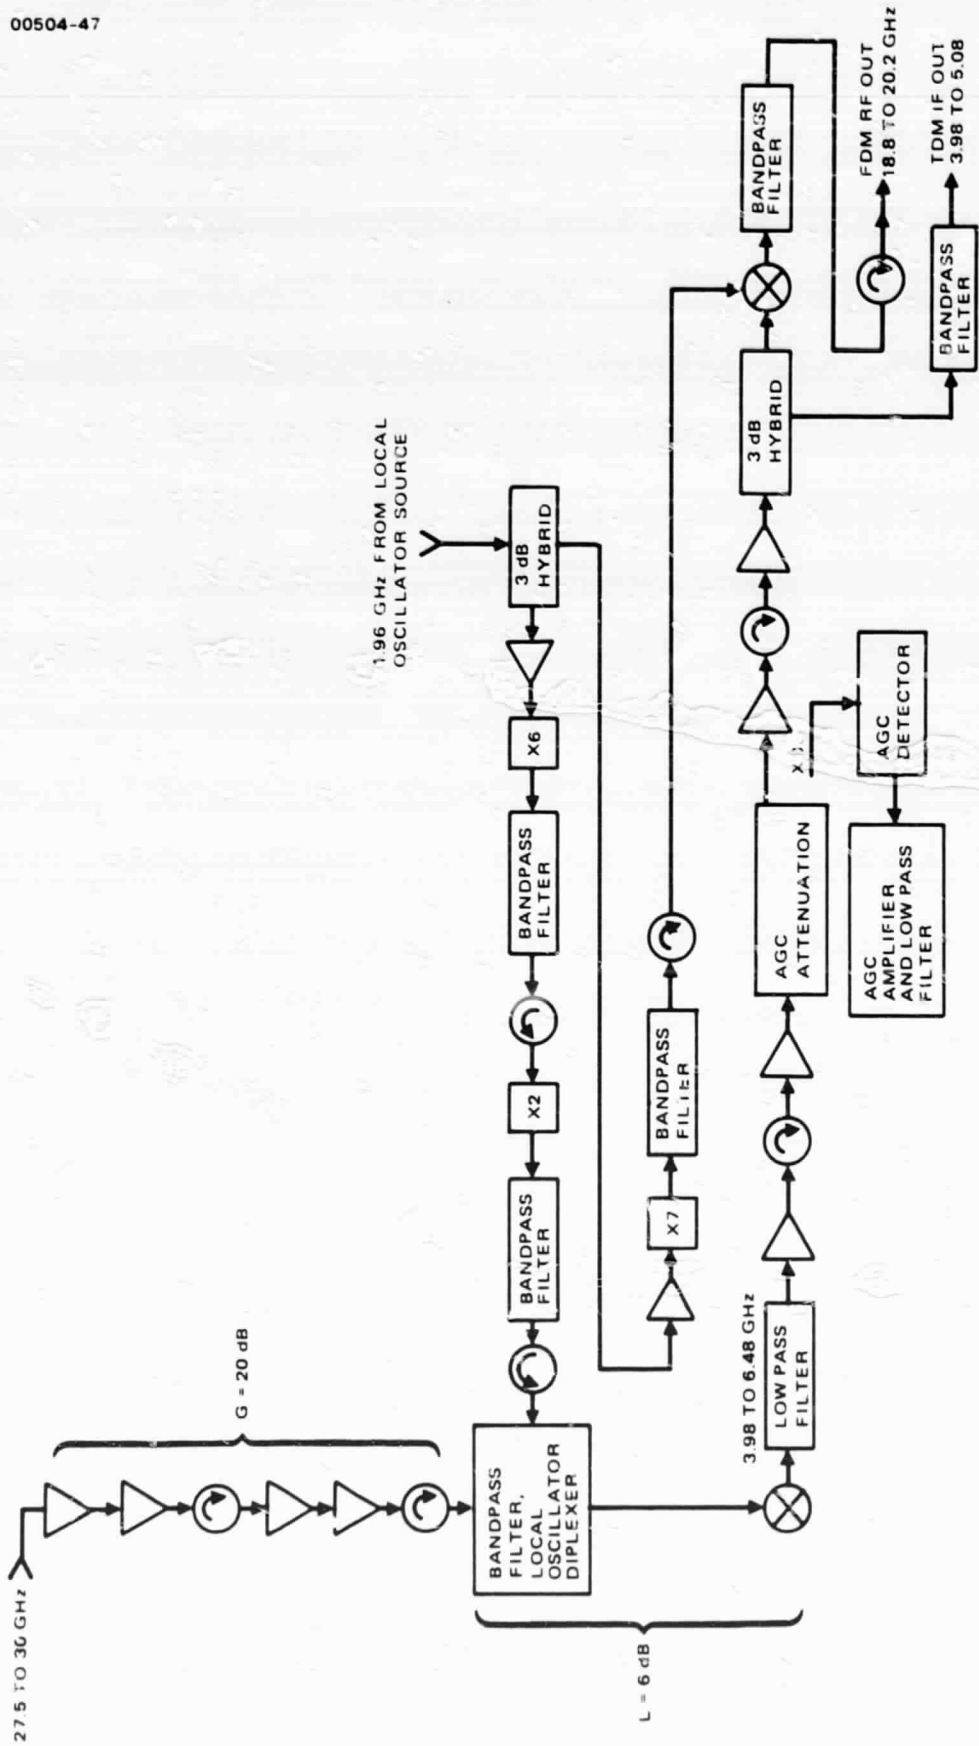 00504-47
27.5 TO 30 GHz
G = 20 dB
BANDPASS
FILTER,
LOCAL
OSCILLATOR
DIPLEXER
L = 6 dB
1.96 GHz FROM LOCAL
OSCILLATOR SOURCE
3 dB
HYBRID
X6
BANDPASS
FILTER
X2
BANDPASS
FILTER
X7
BANDPASS
FILTER
3.98 TO 6.48 GHz
LOW PASS
FILTER
AGC
ATTENUATION
AGC
DETECTOR
AGC
AMPLIFIER
AND LOW PASS
FILTER
3 dB
HYBRID
BANDPASS
FILTER
FDM RF OUT
18.8 TO 20.2 GHz
BANDPASS
FILTER
TDM IF OUT
3.98 TO 5.08